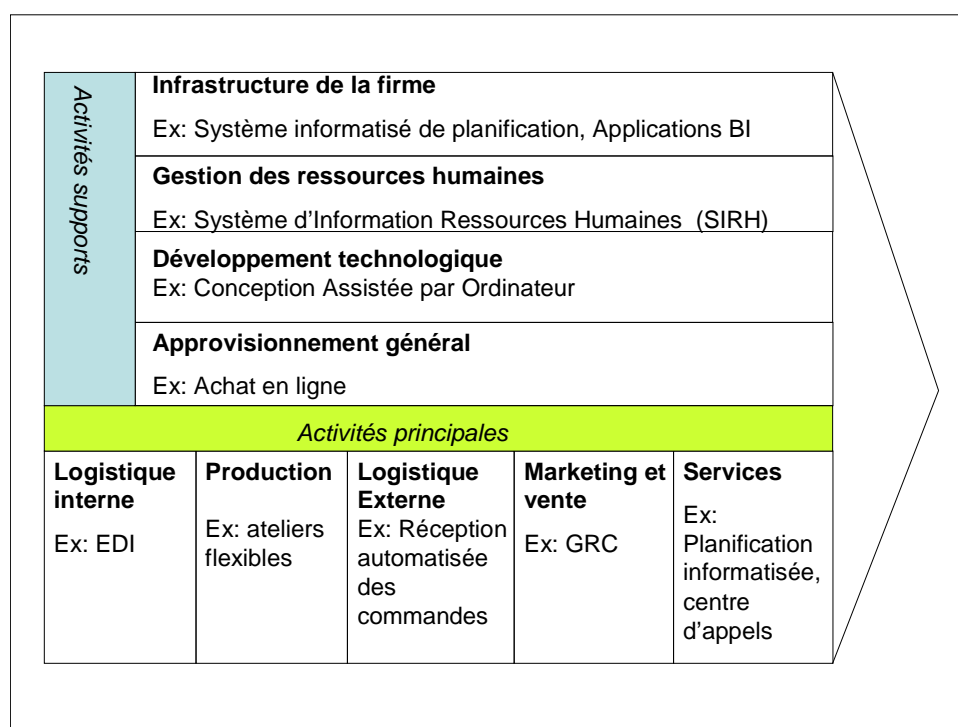 Activités supports
Infrastructure de la firme
Ex: Système informatisé de planification, Applications BI
Gestion des ressources humaines
Ex: Système d'Information Ressources Humaines (SIRH)
Développement technologique
Ex: Conception Assistée par Ordinateur
Approvisionnement général
Ex: Achat en ligne
Activités principales
Logistique
interne
Ex: EDI
Production
Ex: ateliers
flexibles
Logistique
Externe
Ex: Réception
automatisée
des
commandes
Marketing et
vente
Ex: GRC
Services
Ex:
Planification
informatisée,
centre
d'appels